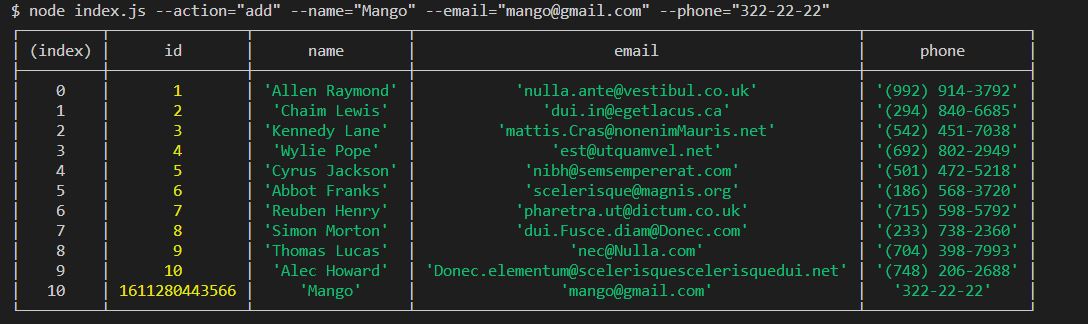 $ node index.js --action="add" --name="Mango" --email="mango@gmail.com" --phone="322-22-22"
(index) id name email phone
0 1 'Allen Raymond' 'nulla.ante@vestibul.co.uk' '(992) 914-3792'
1 2 'Chaim Lewis' 'dui.in@egetlacus.ca' '(294) 840-6685'
2 3 'Kennedy Lane' 'mattis.Cras@nonenimMauris.net' '(542) 451-7038'
3 4 'Wylie Pope' 'est@utquamvel.net' '(692) 802-2949'
4 5 'Cyrus Jackson' 'nibh@semsempererat.com' '(501) 472-5218'
5 6 'Abbot Franks' 'scelerisque@magnis.org' '(186) 568-3720'
6 7 'Reuben Henry' 'pharetra.ut@dictum.co.uk' '(715) 598-5792'
7 8 'Simon Morton' 'dui.Fusce.diam@Donec.com' '(233) 738-2360'
8 9 'Thomas Lucas' 'nec@Nulla.com' '(704) 398-7993'
9 10 'Alec Howard' 'Donec.elementum@scelerisquescelerisquedui.net' '(748) 206-2688'
10 1611280443566 'Mango' 'mango@gmail.com' '322-22-22'